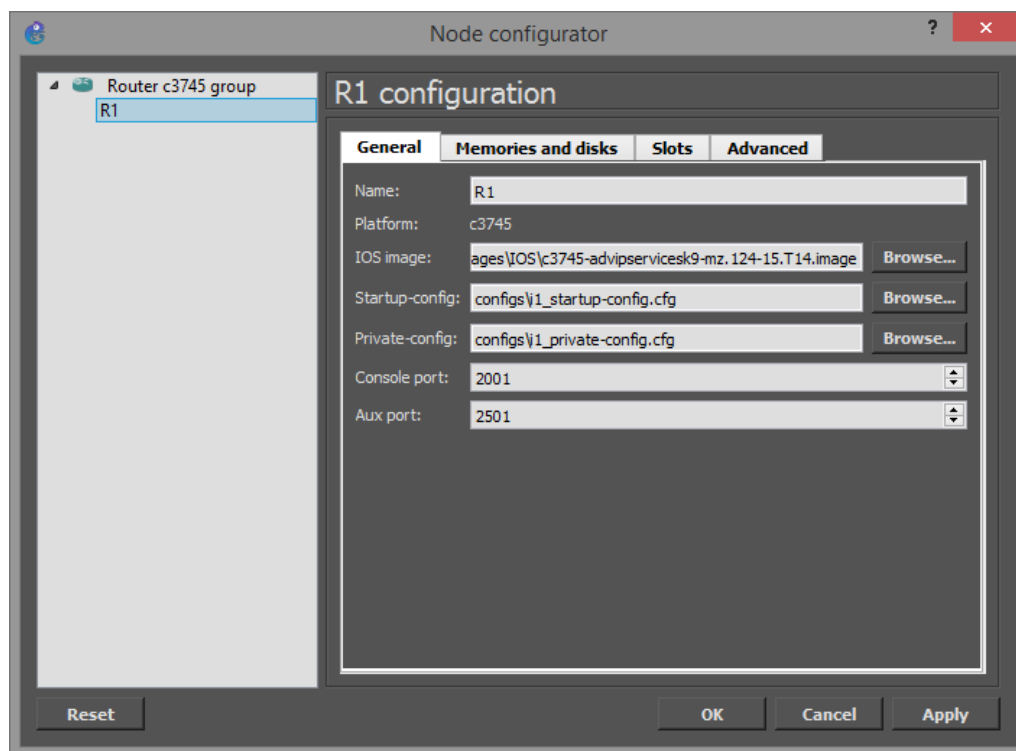 Node configurator
?
Router c3745 group
R1
R1 configuration
General Memories and disks Slots Advanced
Name: R1
Platform: c3745
IOS image: ages\IOS\c3745-advipservicesk9-mz.124-15.T14.image Browse...
Startup-config: configs\i1_startup-config.cfg Browse...
Private-config: configs\i1_private-config.cfg Browse...
Console port: 2001
Aux port: 2501
Reset OK Cancel Apply